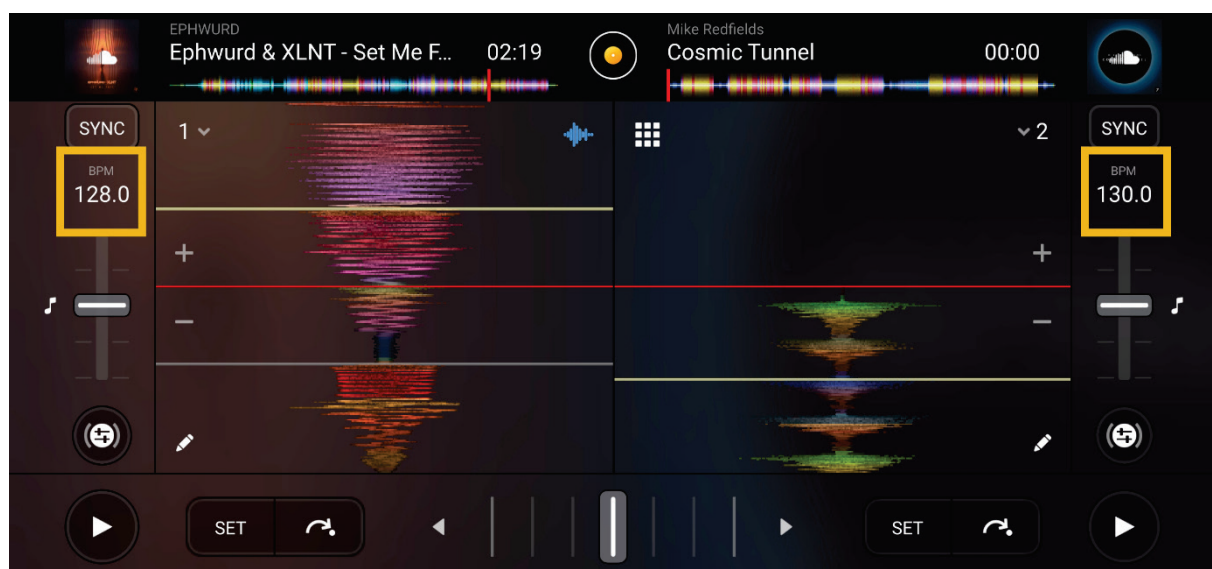 EPHWURD
Ephwurd & XLNT - Set Me F... 02:19
Mike Redfields
Cosmic Tunnel 00:00
SYNC
1
2
SYNC
BPM
128.0
BPM
130.0
SET
SET